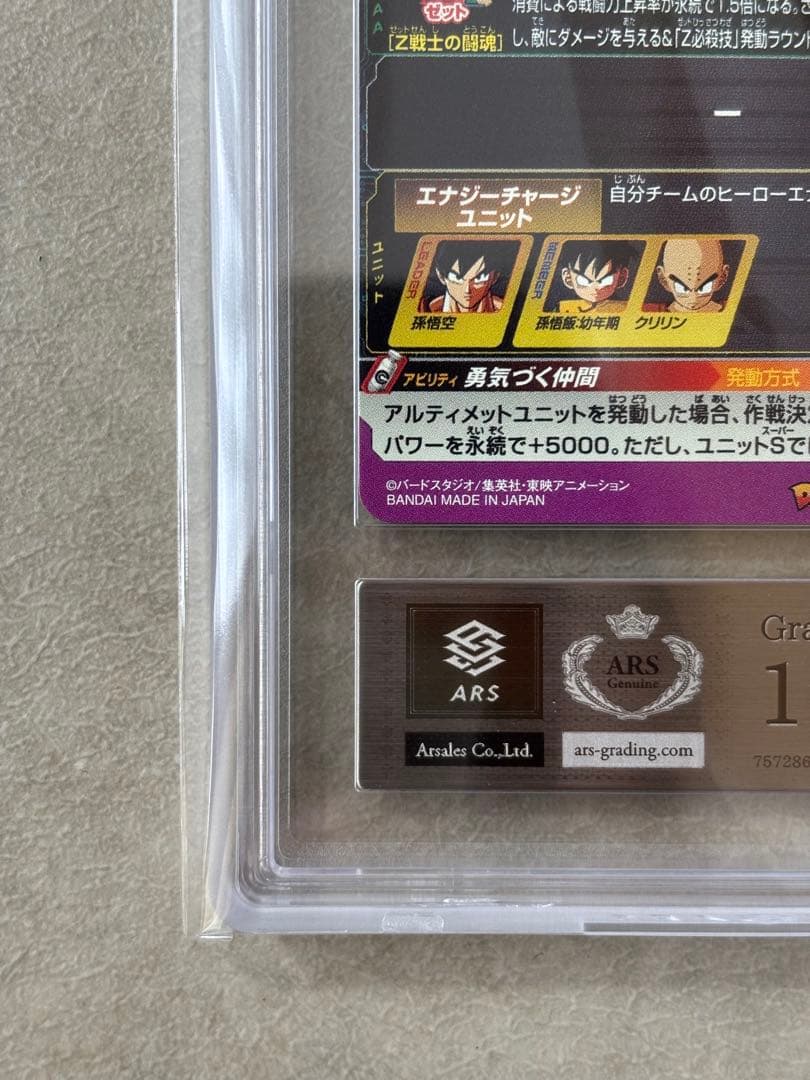 消費による戦闘力上昇率が永続で1.5倍になる。
ゼット
[Z戦士の闘魂]
し、敵にダメージを与える&「Z必殺技」発動ラウン
ー
エナジーチャージ
ユニット
自分チームのヒーローエ
ユニット
LEADER
孫悟空
MEMBER
孫悟飯:幼年期
クリリン
アビリティ 勇気づく仲間
発動方式
アルティメットユニットを発動した場合、作戦決
パワーを永続で+5000。ただし、ユニットSで
©バードスタジオ/集英社・東映アニメーション
BANDAI MADE IN JAPAN
ARS
ARS
Genuine
Gra
1
Arsales Co.,Ltd.
ars-grading.com
757286